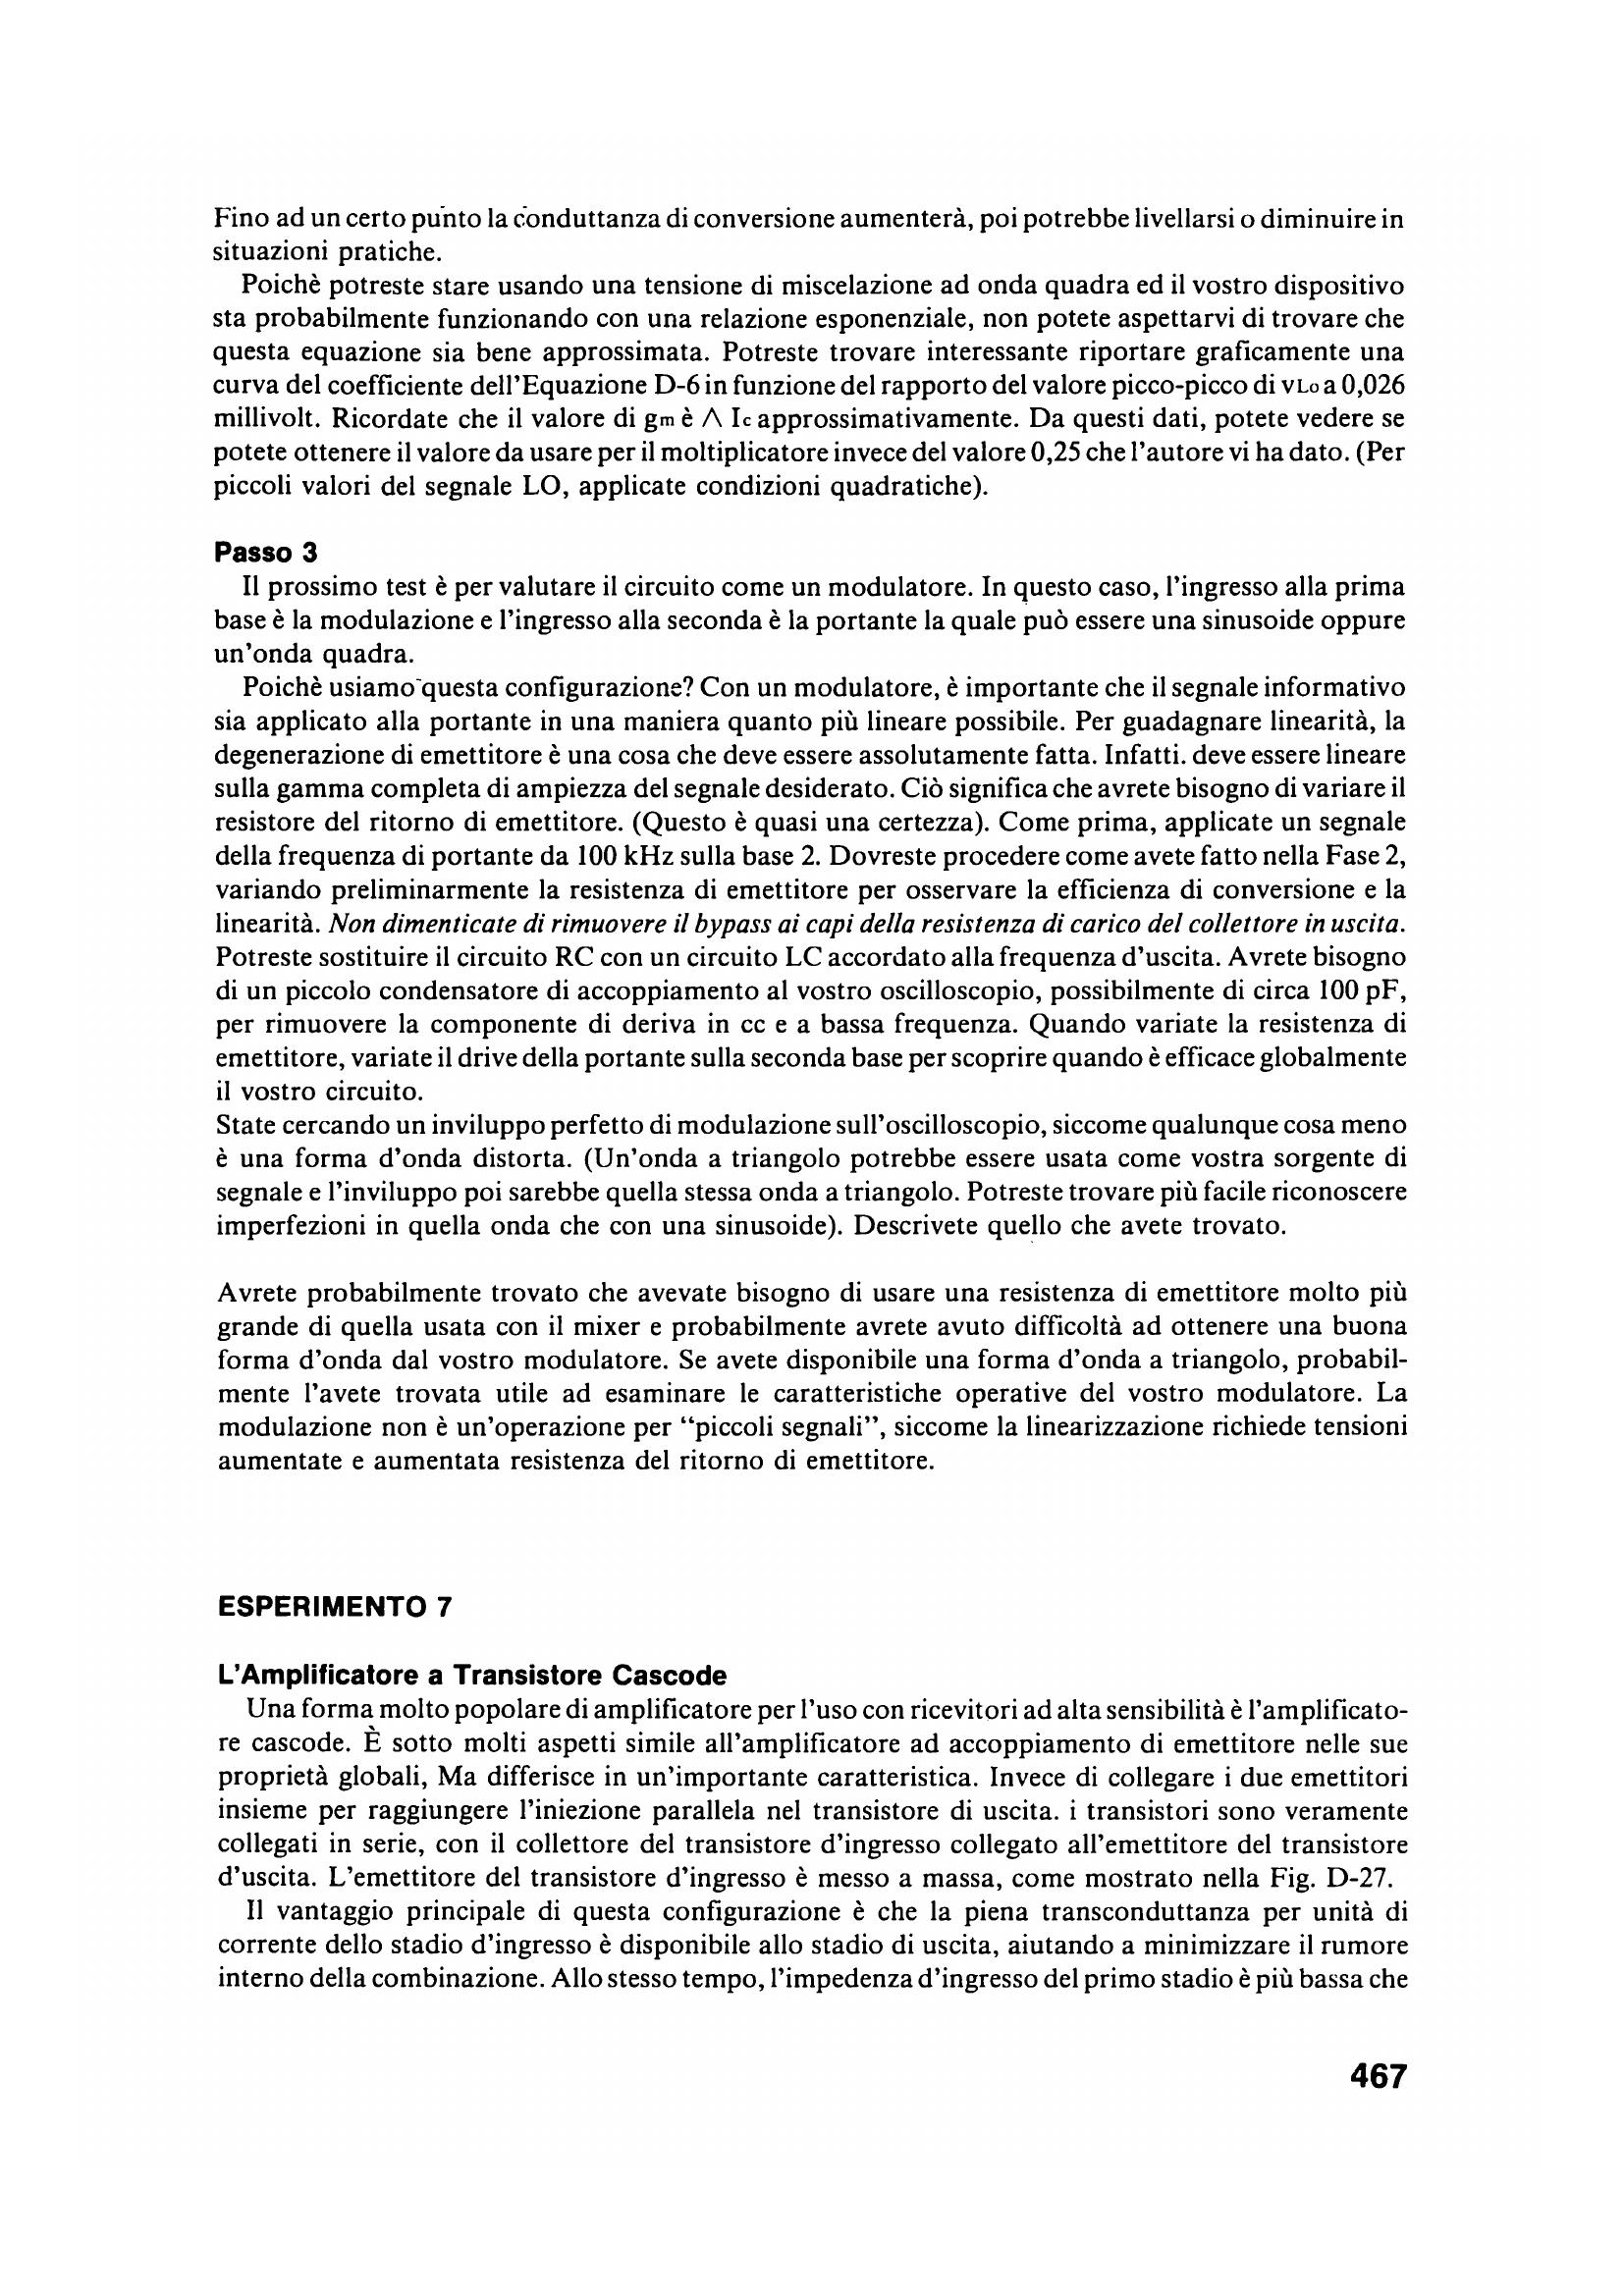 Fino ad un certo punto la conduttanza di conversione aumenterà, poi potrebbe livellarsi o diminuire in
situazioni pratiche.
Poichè potreste stare usando una tensione di miscelazione ad onda quadra ed il vostro dispositivo
sta probabilmente funzionando con una relazione esponenziale, non potete aspettarvi di trovare che
questa equazione sia bene approssimata. Potreste trovare interessante riportare graficamente una
curva del coefficiente dell'Equazione D-6 in funzione del rapporto del valore picco-picco di vLo a 0,026
millivolt. Ricordate che il valore di gm è Λ Ic approssimativamente. Da questi dati, potete vedere se
potete ottenere il valore da usare per il moltiplicatore invece del valore 0,25 che l'autore vi ha dato. (Per
piccoli valori del segnale LO, applicate condizioni quadratiche).
Passo 3
Il prossimo test è per valutare il circuito come un modulatore. In questo caso, l'ingresso alla prima
base è la modulazione e l'ingresso alla seconda è la portante la quale può essere una sinusoide oppure
un'onda quadra.
Poichè usiamo questa configurazione? Con un modulatore, è importante che il segnale informativo
sia applicato alla portante in una maniera quanto più lineare possibile. Per guadagnare linearità, la
degenerazione di emettitore è una cosa che deve essere assolutamente fatta. Infatti. deve essere lineare
sulla gamma completa di ampiezza del segnale desiderato. Ciò significa che avrete bisogno di variare il
resistore del ritorno di emettitore. (Questo è quasi una certezza). Come prima, applicate un segnale
della frequenza di portante da 100 kHz sulla base 2. Dovreste procedere come avete fatto nella Fase 2,
variando preliminarmente la resistenza di emettitore per osservare la efficienza di conversione e la
linearità. Non dimenticate di rimuovere il bypass ai capi della resistenza di carico del collettore in uscita.
Potreste sostituire il circuito RC con un circuito LC accordato alla frequenza d'uscita. Avrete bisogno
di un piccolo condensatore di accoppiamento al vostro oscilloscopio, possibilmente di circa 100 pF,
per rimuovere la componente di deriva in cc e a bassa frequenza. Quando variate la resistenza di
emettitore, variate il drive della portante sulla seconda base per scoprire quando è efficace globalmente
il vostro circuito.
State cercando un inviluppo perfetto di modulazione sull'oscilloscopio, siccome qualunque cosa meno
è una forma d'onda distorta. (Un'onda a triangolo potrebbe essere usata come vostra sorgente di
segnale e l'inviluppo poi sarebbe quella stessa onda a triangolo. Potreste trovare più facile riconoscere
imperfezioni in quella onda che con una sinusoide). Descrivete quello che avete trovato.
Avrete probabilmente trovato che avevate bisogno di usare una resistenza di emettitore molto più
grande di quella usata con il mixer e probabilmente avrete avuto difficoltà ad ottenere una buona
forma d'onda dal vostro modulatore. Se avete disponibile una forma d'onda a triangolo, probabil-
mente l'avete trovata utile ad esaminare le caratteristiche operative del vostro modulatore. La
modulazione non è un'operazione per “piccoli segnali”, siccome la linearizzazione richiede tensioni
aumentate e aumentata resistenza del ritorno di emettitore.
ESPERIMENTO 7
L'Amplificatore a Transistore Cascode
Una forma molto popolare di amplificatore per l'uso con ricevitori ad alta sensibilità è l'amplificato-
re cascode. È sotto molti aspetti simile all'amplificatore ad accoppiamento di emettitore nelle sue
proprietà globali, Ma differisce in un'importante caratteristica. Invece di collegare i due emettitori
insieme per raggiungere l'iniezione parallela nel transistore di uscita. i transistori sono veramente
collegati in serie, con il collettore del transistore d'ingresso collegato all'emettitore del transistore
d'uscita. L'emettitore del transistore d'ingresso è messo a massa, come mostrato nella Fig. D-27.
Il vantaggio principale di questa configurazione è che la piena transconduttanza per unità di
corrente dello stadio d'ingresso è disponibile allo stadio di uscita, aiutando a minimizzare il rumore
interno della combinazione. Allo stesso tempo, l'impedenza d'ingresso del primo stadio è più bassa che
467